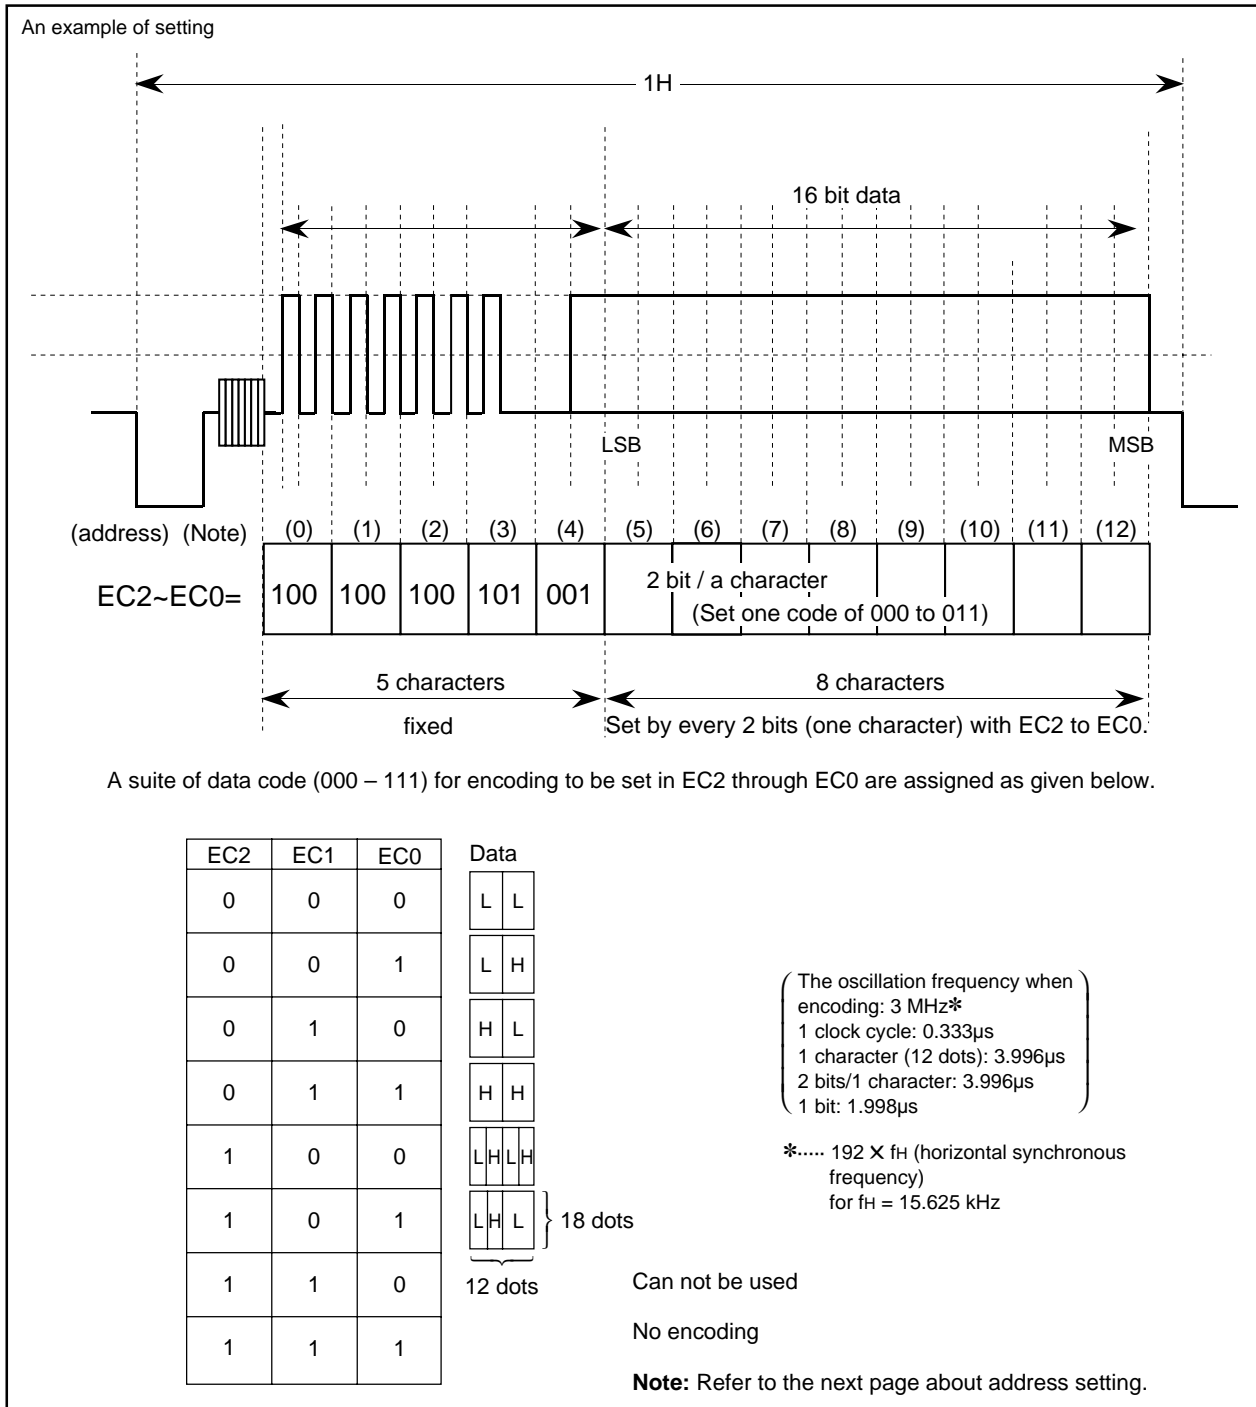 An example of setting
1H
16 bit data
LSB MSB
(address) (Note) (0) (1) (2) (3) (4) (5) (6) (7) (8) (9) (10) (11) (12)
EC2~EC0= 100 100 100 101 001 2 bit / a character
(Set one code of 000 to 011)
5 characters 8 characters
fixed Set by every 2 bits (one character) with EC2 to EC0.
A suite of data code (000 – 111) for encoding to be set in EC2 through EC0 are assigned as given below.
EC2 EC1 EC0 Data
0 0 0 L L
0 0 1 L H
0 1 0 H L
0 1 1 H H
1 0 0 L H L H
1 0 1 L H L 18 dots
12 dots
1 1 0 Can not be used
1 1 1 No encoding
The oscillation frequency when
encoding: 3 MHz✽
1 clock cycle: 0.333µs
1 character (12 dots): 3.996µs
2 bits/1 character: 3.996µs
1 bit: 1.998µs
✽..... 192 ✕ fH (horizontal synchronous
frequency)
for fH = 15.625 kHz
Note: Refer to the next page about address setting.